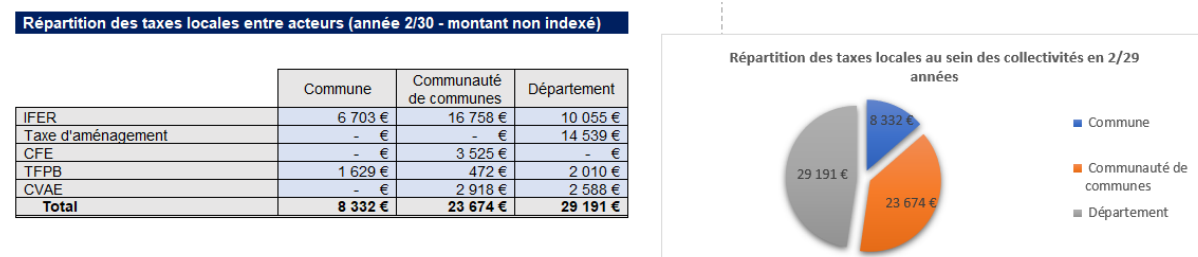 Répartition des taxes locales entre acteurs (année 2/30 - montant non indexé)
Commune Communauté de communes Département
IFER 6 703 € 16 758 € 10 055 €
Taxe d'aménagement - € - € 14 539 €
CFE - € 3 525 € - €
TFPB 1 629 € 472 € 2 010 €
CVAE - € 2 918 € 2 588 €
Total 8 332 € 23 674 € 29 191 €
Répartition des taxes locales au sein des collectivités en 2/29
années
8 332 €
29 191 €
23 674 €
Commune
Communauté de
communes
Département